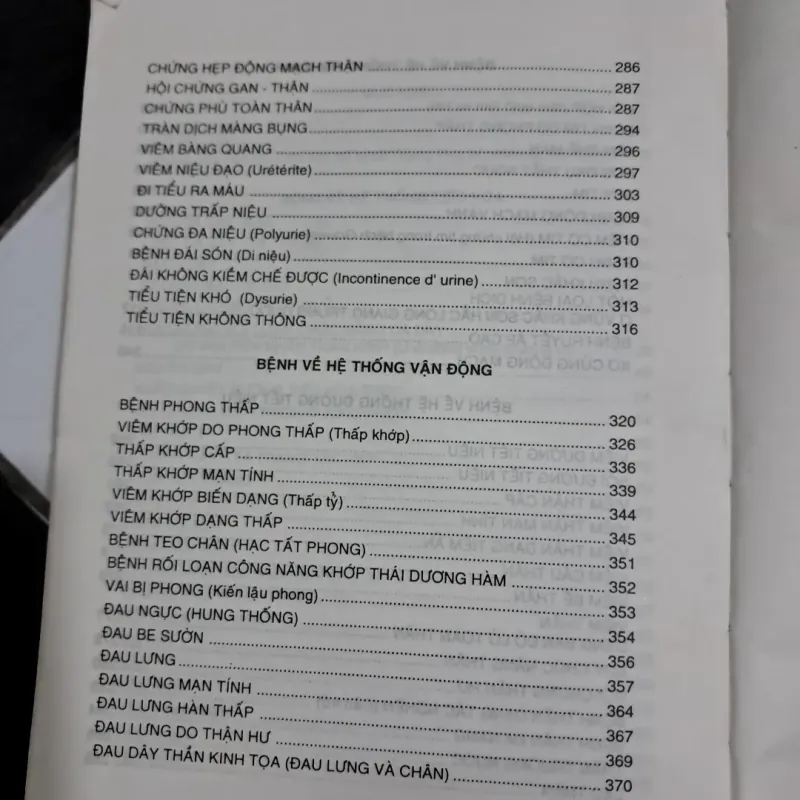 CHỨNG HẸP ĐỘNG MẠCH THẬN ........ 286
HỘI CHỨNG GAN - THẬN ........ 287
CHỨNG PHÙ TOÀN THÂN ........ 287
TRÀN DỊCH MÀNG BỤNG ........ 294
VIÊM BÀNG QUANG ........ 296
VIÊM NIỆU ĐẠO (Urétérite) ........ 297
ĐI TIỂU RA MÁU ........ 303
DƯỠNG TRẤP NIỆU ........ 309
CHỨNG ĐA NIỆU (Polyurie) ........ 310
BỆNH ĐÁI SÓN (Di niệu) ........ 310
ĐÁI KHÔNG KIỀM CHẾ ĐƯỢC (Incontinence d' urine) ........ 312
TIỂU TIỆN KHÓ (Dysurie) ........ 313
TIỂU TIỆN KHÔNG THÔNG ........ 316
BỆNH VỀ HỆ THỐNG VẬN ĐỘNG
BỆNH PHONG THẤP ........ 320
VIÊM KHỚP DO PHONG THẤP (Thấp khớp) ........ 326
THẤP KHỚP CẤP ........ 336
THẤP KHỚP MẠN TÍNH ........ 339
VIÊM KHỚP BIẾN DẠNG (Thấp tỷ) ........ 344
VIÊM KHỚP DẠNG THẤP ........ 345
BỆNH TEO CHÂN (HẠC TẤT PHONG) ........ 351
BỆNH RỐI LOẠN CÔNG NĂNG KHỚP THÁI DƯƠNG HÀM ........ 352
VAI BỊ PHONG (Kiến lậu phong) ........ 353
ĐAU NGỰC (HUNG THỐNG) ........ 354
ĐAU BE SƯỜN ........ 356
ĐAU LƯNG ........ 357
ĐAU LƯNG MẠN TÍNH ........ 364
ĐAU LƯNG HÀN THẤP ........ 367
ĐAU LƯNG DO THẬN HƯ ........ 369
ĐAU DÂY THẦN KINH TỌA (ĐAU LƯNG VÀ CHÂN) ........ 370